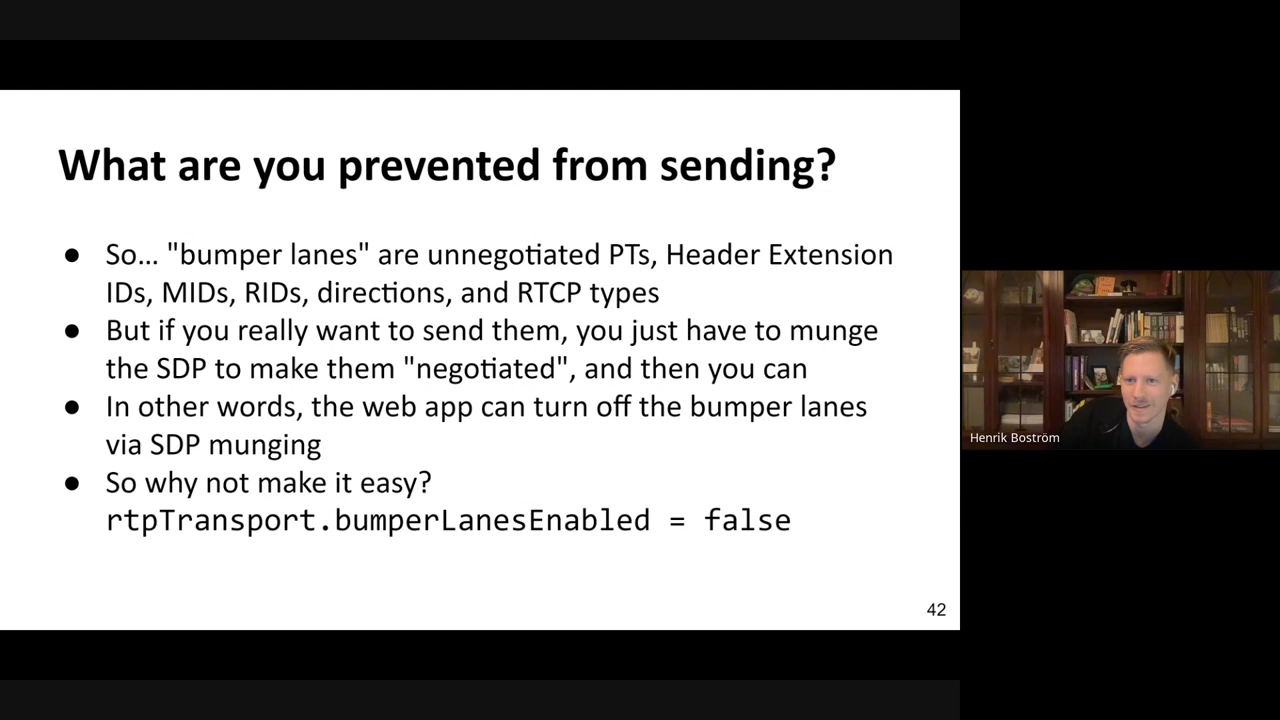 What are you prevented from sending?
● So... "bumper lanes" are unnegotiated PTs, Header Extension
IDs, MIDs, RIDs, directions, and RTCP types
● But if you really want to send them, you just have to munge
the SDP to make them "negotiated", and then you can
● In other words, the web app can turn off the bumper lanes
via SDP munging
● So why not make it easy?
rtpTransport.bumperLanesEnabled = false
42
Henrik Boström